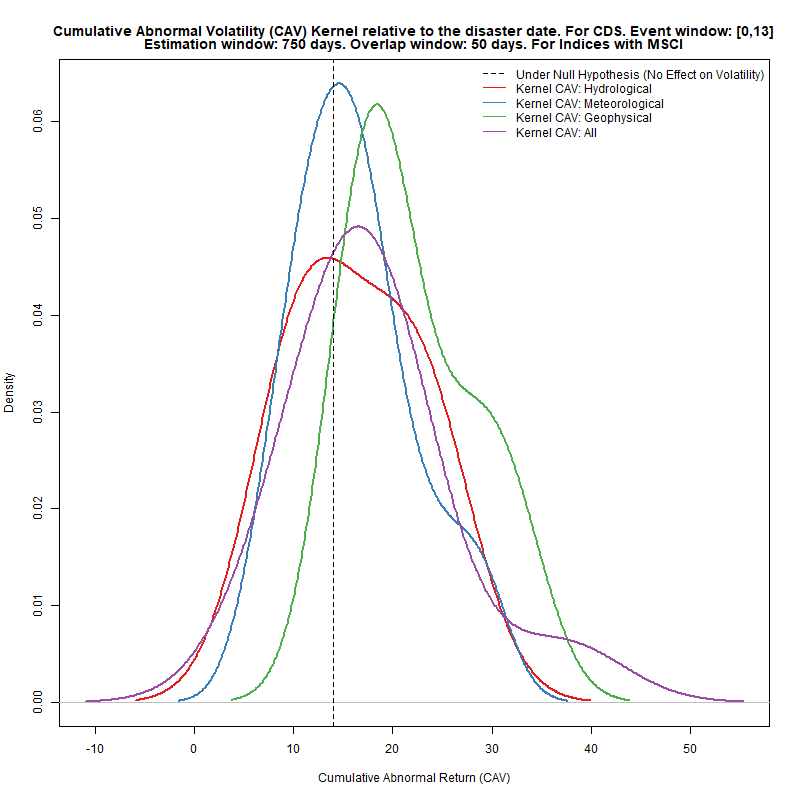 Cumulative Abnormal Volatility (CAV) Kernel relative to the disaster date. For CDS. Event window: [0,13]
Estimation window: 750 days. Overlap window: 50 days. For Indices with MSCI
Under Null Hypothesis (No Effect on Volatility)
Kernel CAV: Hydrological
Kernel CAV: Meteorological
Kernel CAV: Geophysical
Kernel CAV: All
Density
0.06
0.05
0.04
0.03
0.02
0.01
0.00
-10 0 10 20 30 40 50
Cumulative Abnormal Return (CAV)